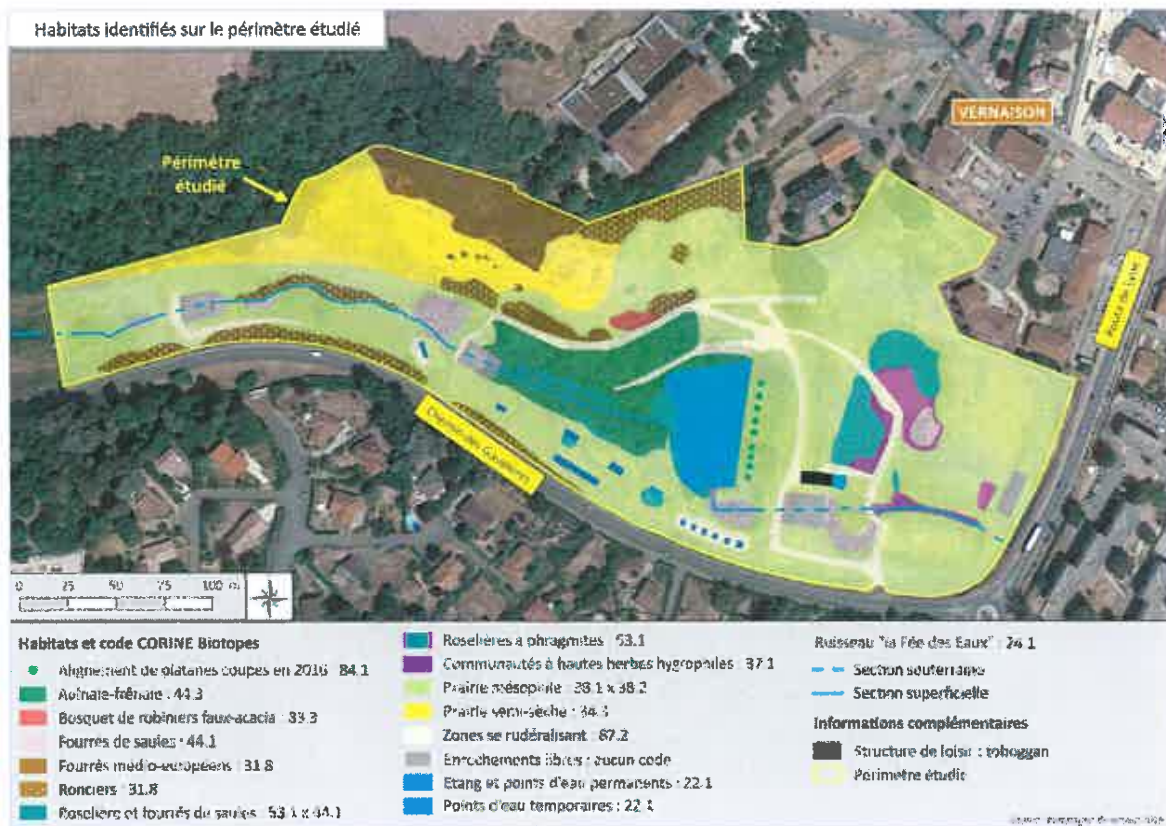 Habitats identifiés sur le périmètre étudié
VERNAISON
Périmètre
étudié
Route de Lyon
Chemin des Gavanières
0 25 50 75 100 m
Habitats et code CORINE Biotopes
Alignement de platanes coupés en 2016 84.1
Aulnaie-frênaie : 44.3
Bosquet de robiniers faux-acacia : 83.3
Fourrés de saules : 44.1
Fourrés médio-européens : 31.8
Ronciers : 31.8
Roselière et fourrés de saules : 53.1 x 44.1
Roselières à phragmites : 53.1
Communautés à hautes herbes hygrophiles : 37.1
Prairie mésophile : 38.1 x 38.2
Prairie semi-sèche : 34.3
Zones se rudéralisant : 87.2
Enrochements libres : aucun code
Etang et points d'eau permanents : 22.1
Points d'eau temporaires : 22.1
Ruisseau "la Fée des Eaux" : 24.1
Section souterraine
Section superficielle
Informations complémentaires
Structure de loisir : toboggan
Périmètre étudié